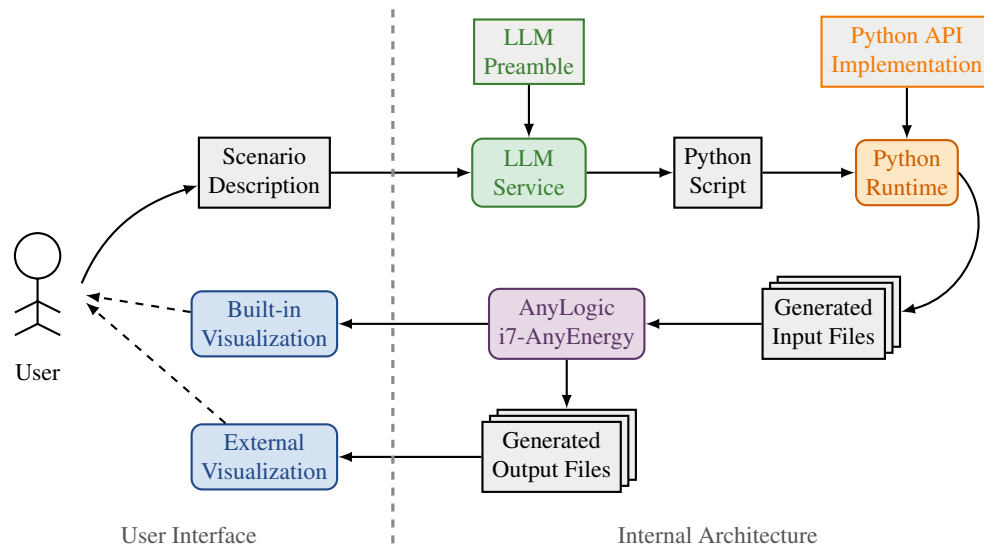 LLM
Preamble
Python API
Implementation
Scenario
Description
LLM
Service
Python
Script
Python
Runtime
User
Built-in
Visualization
AnyLogic
i7-AnyEnergy
Generated
Input Files
External
Visualization
Generated
Output Files
User Interface
Internal Architecture